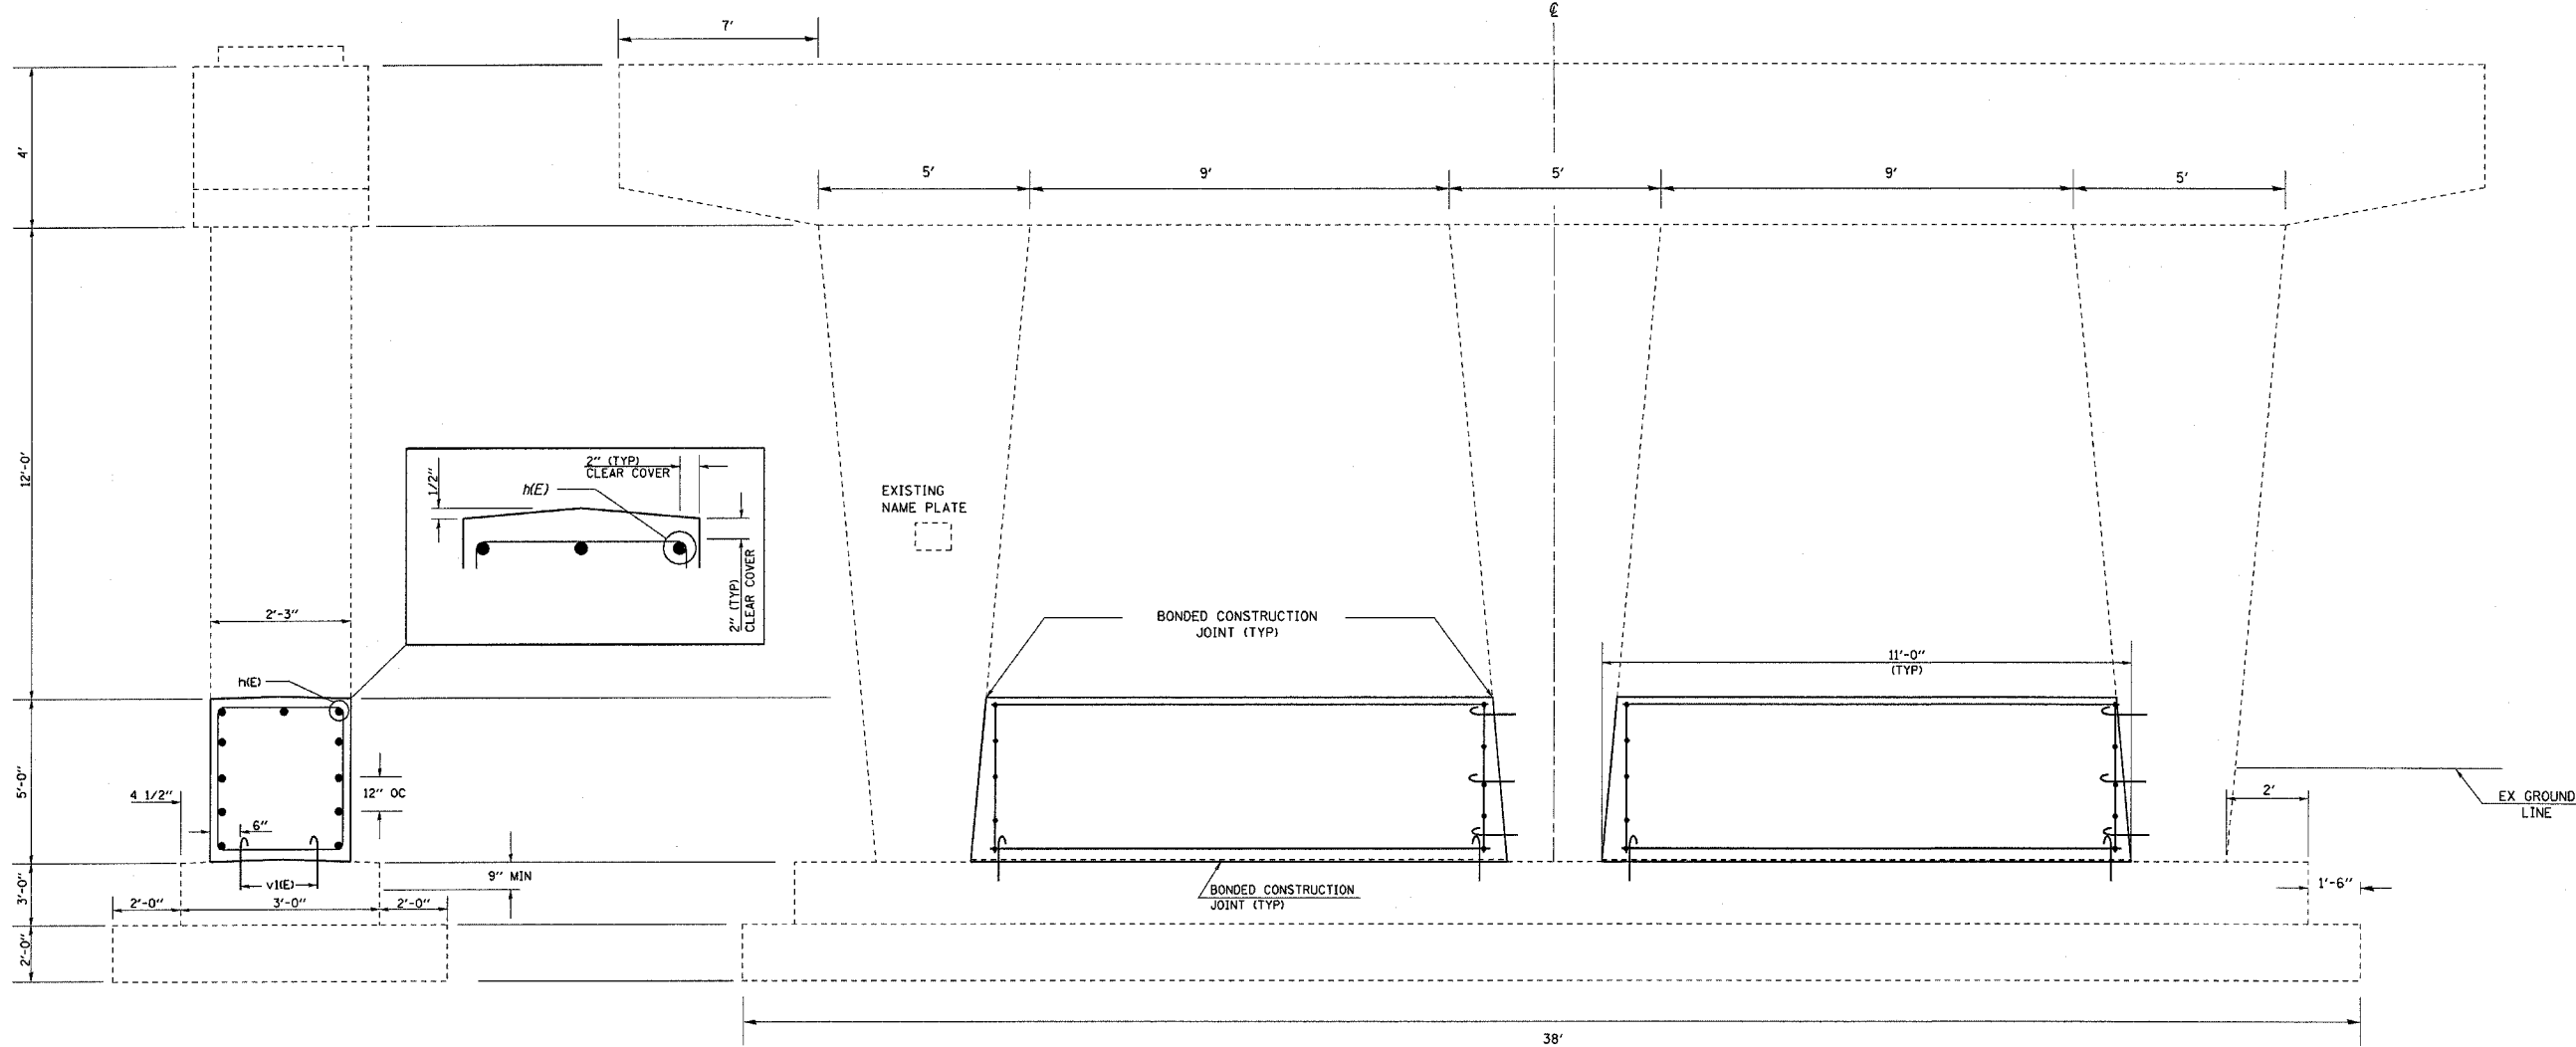 ℄
7'
4'
5'
9'
5'
9'
5'
12'-0'
1/2"
2" (TYP)
CLEAR COVER
h(E)
2" (TYP)
CLEAR COVER
EXISTING
NAME PLATE
2'-3"
BONDED CONSTRUCTION
JOINT (TYP)
11'-0"
(TYP)
h(E)
5'-0"
4 1/2"
12" OC
6"
2'
EX GROUND
LINE
3'-0"
v1(E)
9" MIN
2'-0"
3'-0"
2'-0"
BONDED CONSTRUCTION
JOINT (TYP)
1'-6"
2'-0"
38'